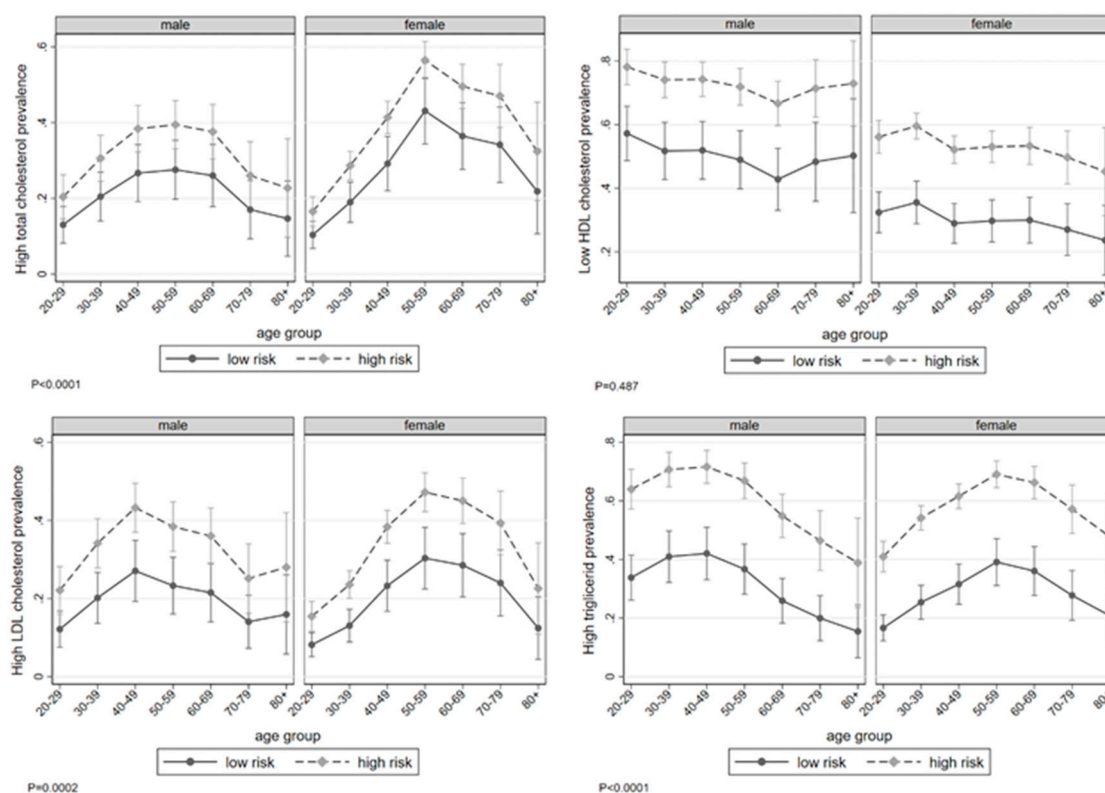 male female
High total cholesterol prevalence
.6
.4
.2
0
20-29 30-39 40-49 50-59 60-69 70-79 80+ 20-29 30-39 40-49 50-59 60-69 70-79 80+
age group
low risk high risk
P<0.0001
male female
Low HDL cholesterol prevalence
.8
.6
.4
.2
20-29 30-39 40-49 50-59 60-69 70-79 80+ 20-29 30-39 40-49 50-59 60-69 70-79 80+
age group
low risk high risk
P=0.487
male female
High LDL cholesterol prevalence
.6
.4
.2
0
20-29 30-39 40-49 50-59 60-69 70-79 80+ 20-29 30-39 40-49 50-59 60-69 70-79 80+
age group
low risk high risk
P=0.0002
male female
High triglicerid prevalence
.8
.6
.4
.2
0
20-29 30-39 40-49 50-59 60-69 70-79 80+ 20-29 30-39 40-49 50-59 60-69 70-79 80+
age group
low risk high risk
P<0.0001